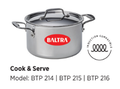 BALTRA
Cook & Serve
Model: BTP 214 | BTP 215 | BTP 216